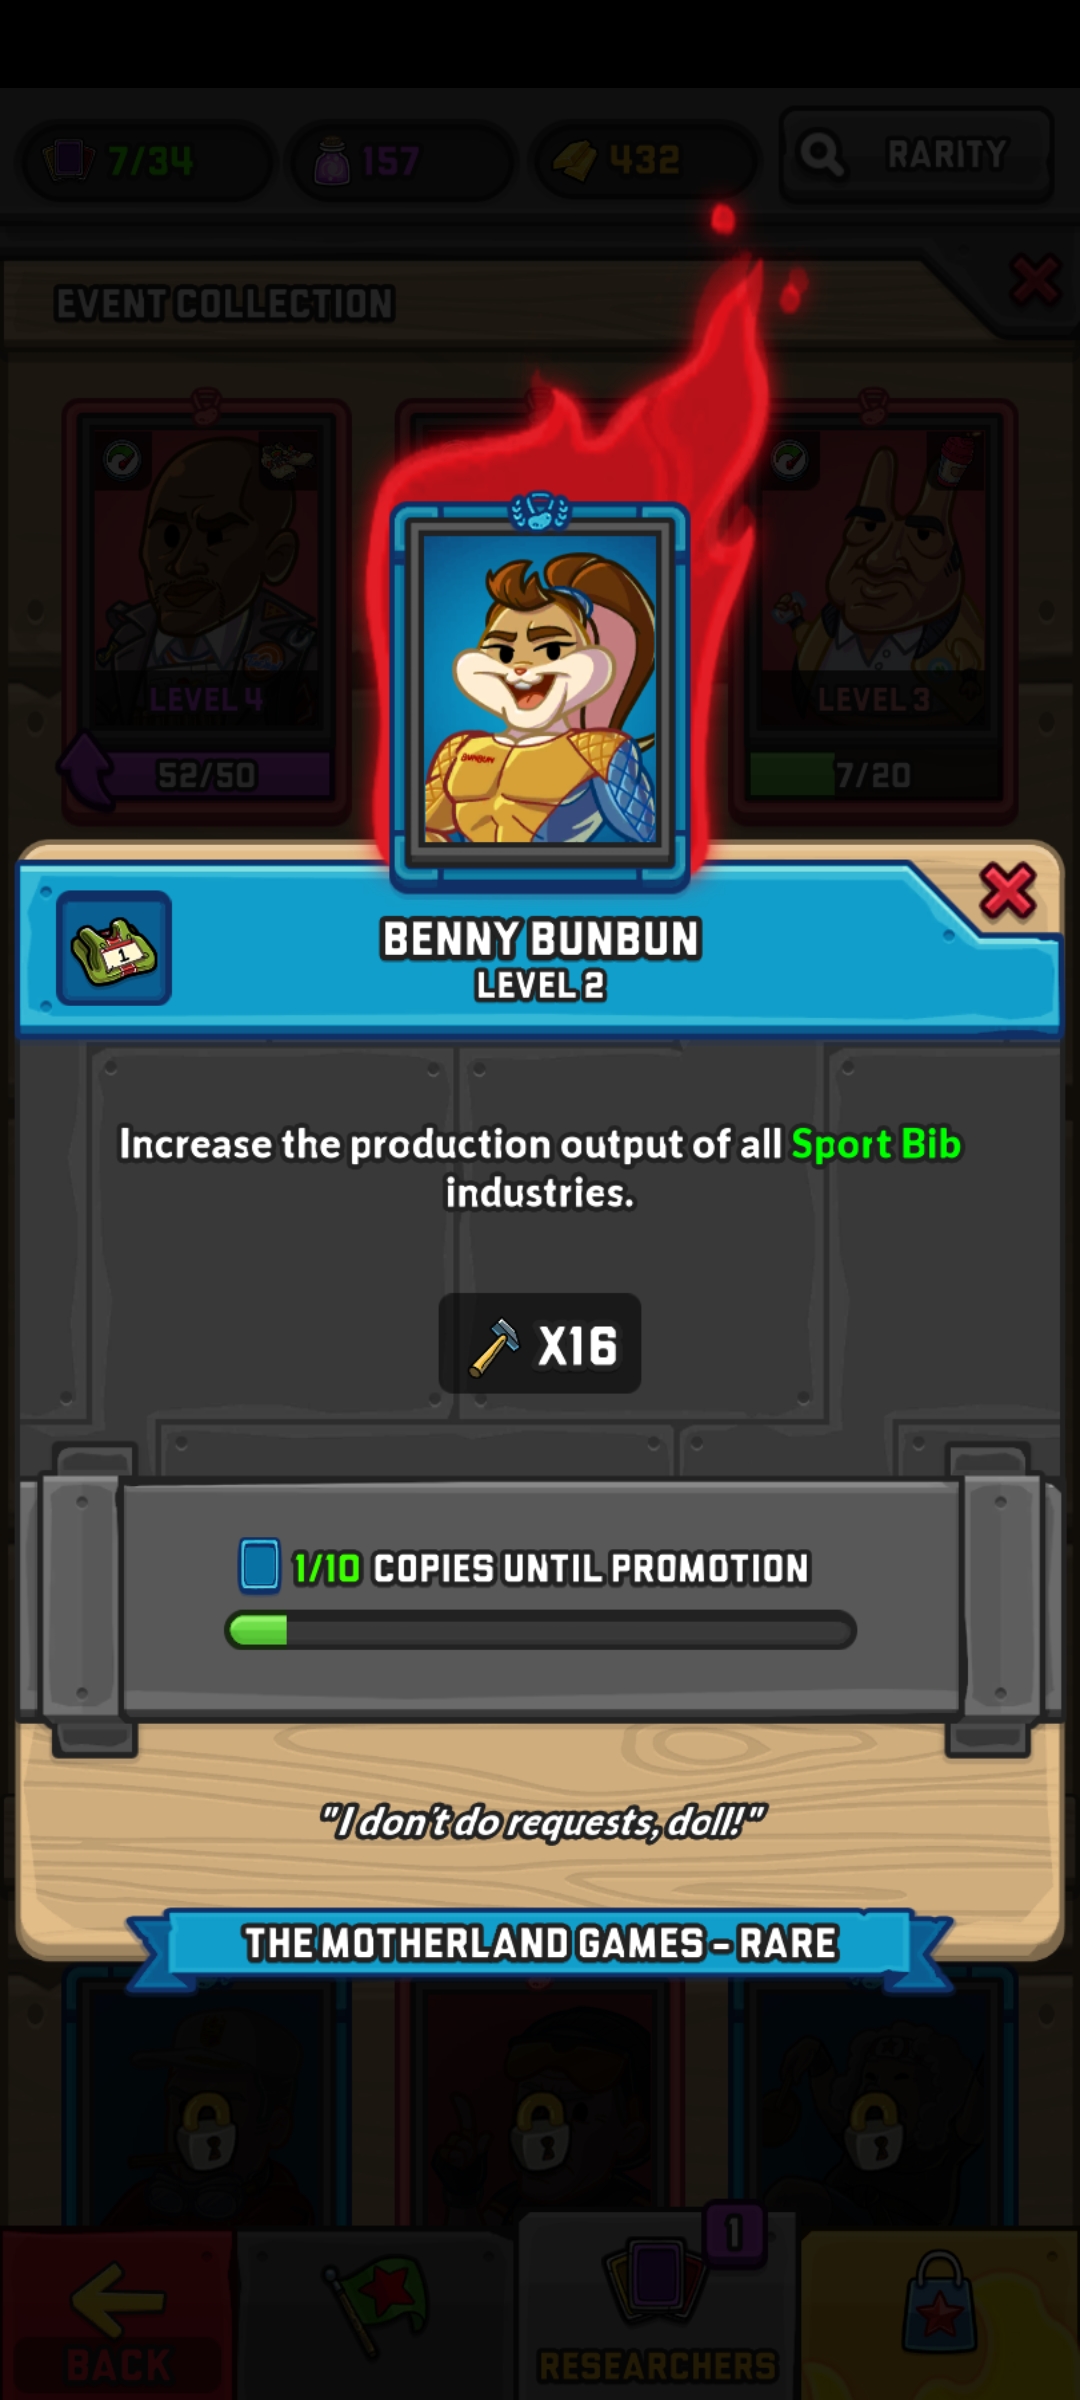 7/34
157
432
RARITY
EVENT COLLECTION
LEVEL 4
52/50
LEVEL 3
7/20
BUNBUN
1
BENNY BUNBUN
LEVEL 2
Increase the production output of all Sport Bib
industries.
X16
1/10 COPIES UNTIL PROMOTION
"I don't do requests, doll!"
THE MOTHERLAND GAMES - RARE
1
BACK
RESEARCHERS